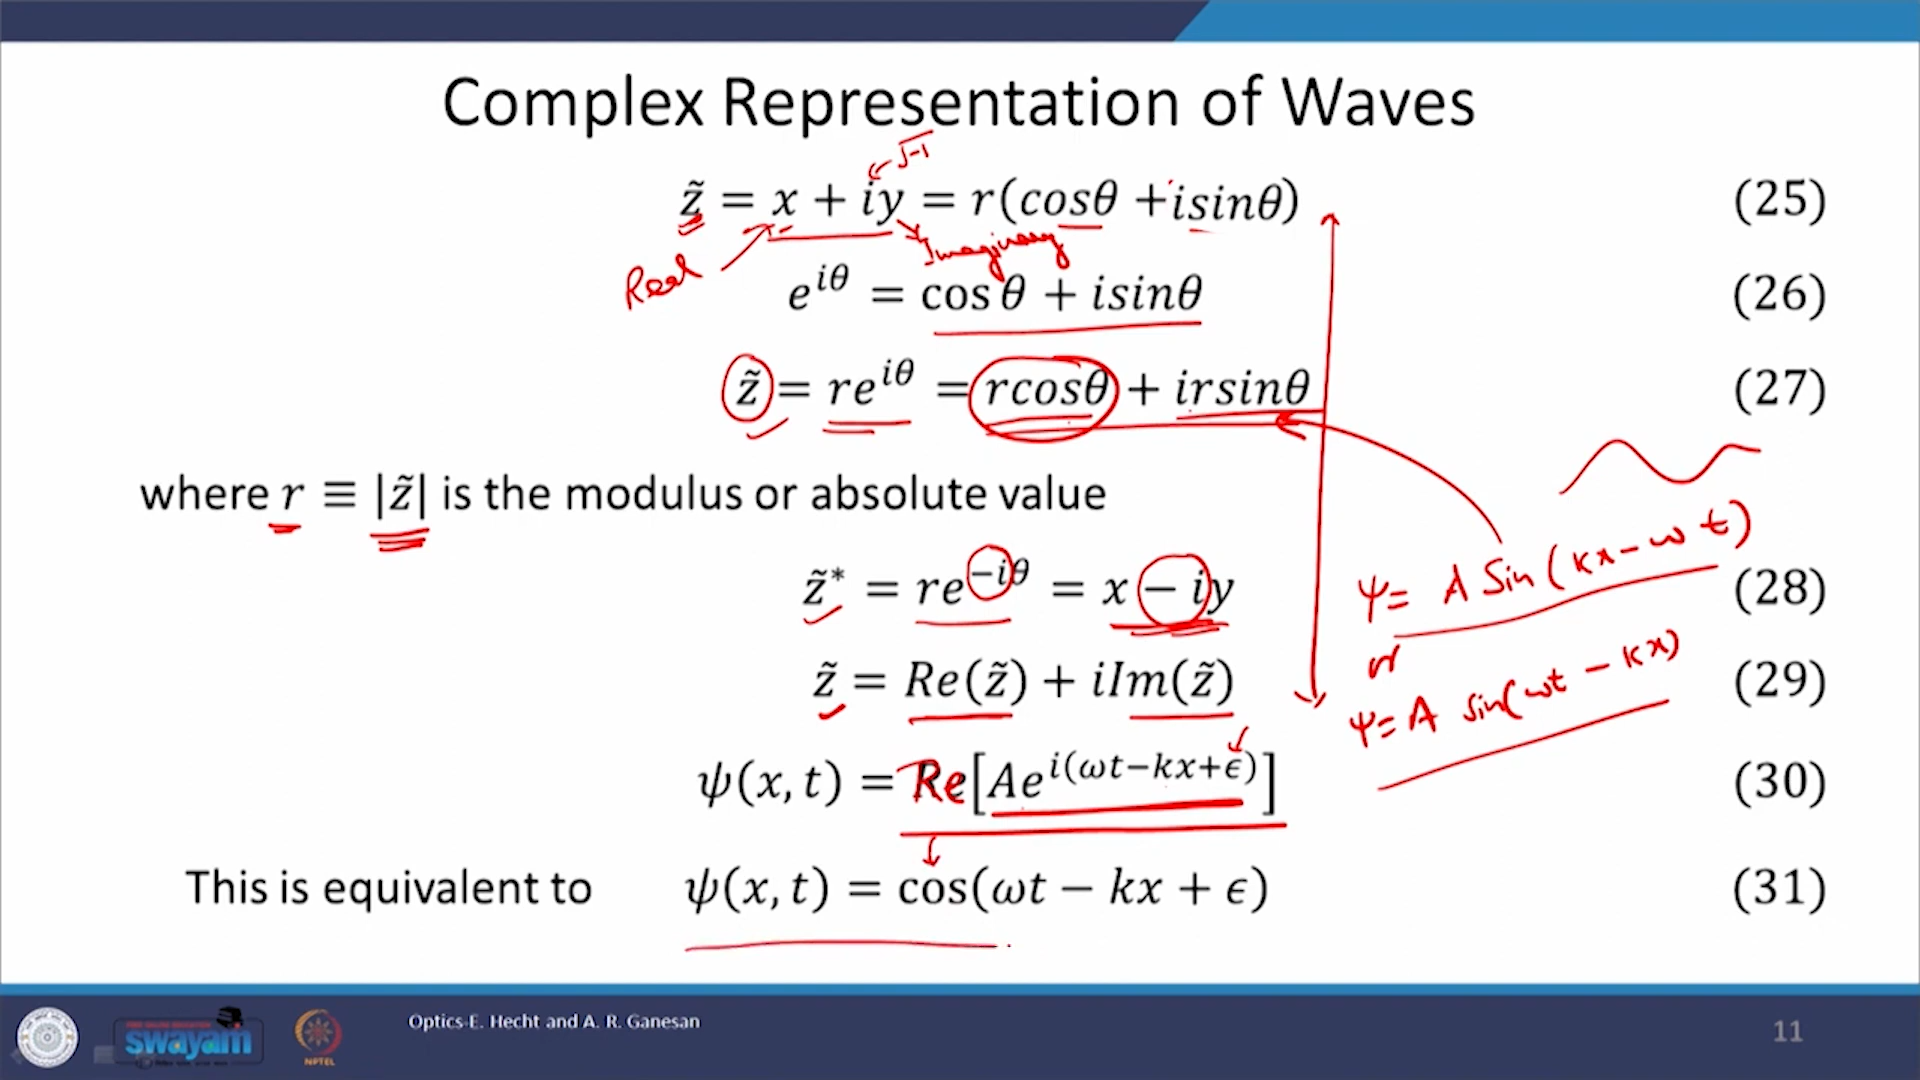 Complex Representation of Waves
√-1
z̃ = x + iy = r(cosθ +isinθ) (25)
Real
Imaginary
e^{iθ} = cos θ + isinθ (26)
z̃ = re^{iθ} = rcosθ + irsinθ (27)
where r ≡ |z̃| is the modulus or absolute value
ψ= A Sin (kx-ωt)
z̃* = re^{-iθ} = x − iy (28)
or
z̃ = Re(z̃) + iIm(z̃) (29)
ψ= A sin(ωt - kx)
ψ(x, t) = Re[Ae^{i(ωt−kx+ϵ)}] (30)
This is equivalent to ψ(x, t) = cos(ωt − kx + ϵ) (31)
Optics-E. Hecht and A. R. Ganesan
swayam
NPTEL
11